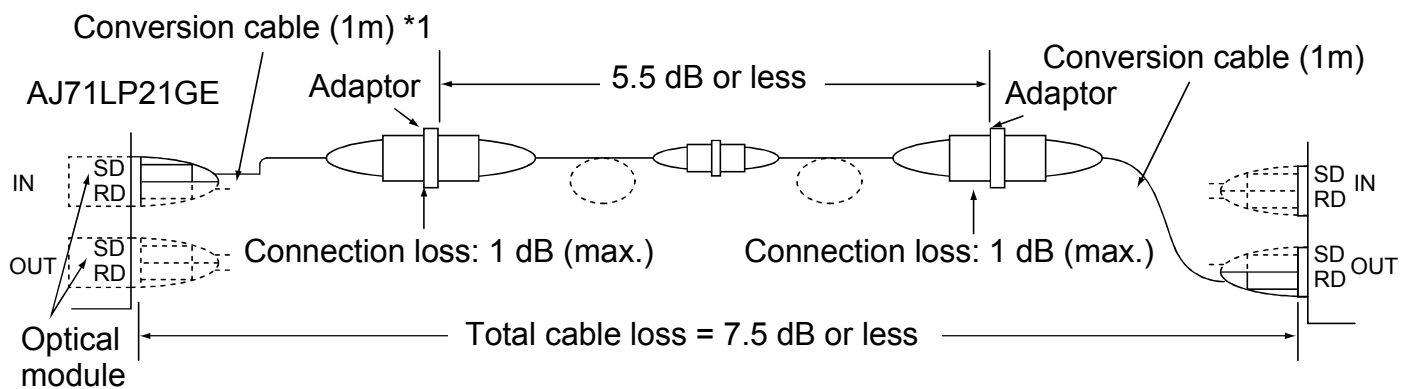 Conversion cable (1m) *1
5.5 dB or less
Conversion cable (1m)
AJ71LP21GE
Adaptor
Adaptor
IN
SD
RD
SD
RD
IN
OUT
SD
RD
Connection loss: 1 dB (max.)
Connection loss: 1 dB (max.)
SD
RD
OUT
Optical
module
Total cable loss = 7.5 dB or less